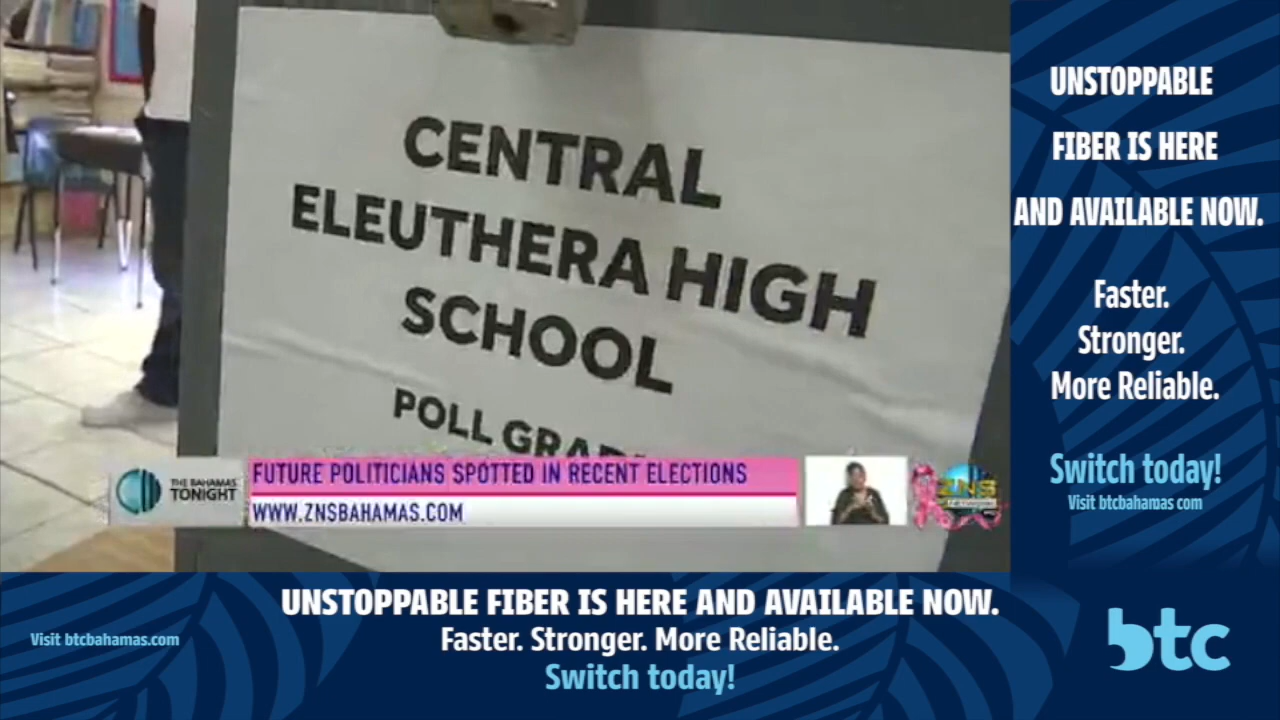 CENTRAL
ELEUTHERA HIGH
SCHOOL
POLL
THE BAHAMAS
TONIGHT
FUTURE POLITICIANS SPOTTED IN RECENT ELECTIONS
WWW.ZNSBAHAMAS.COM
ZNS
UNSTOPPABLE
FIBER IS HERE
AND AVAILABLE NOW.
Faster.
Stronger.
More Reliable.
Switch today!
Visit btcbahamas.com
UNSTOPPABLE FIBER IS HERE AND AVAILABLE NOW.
Visit btcbahamas.com
Faster. Stronger. More Reliable.
Switch today!
btc